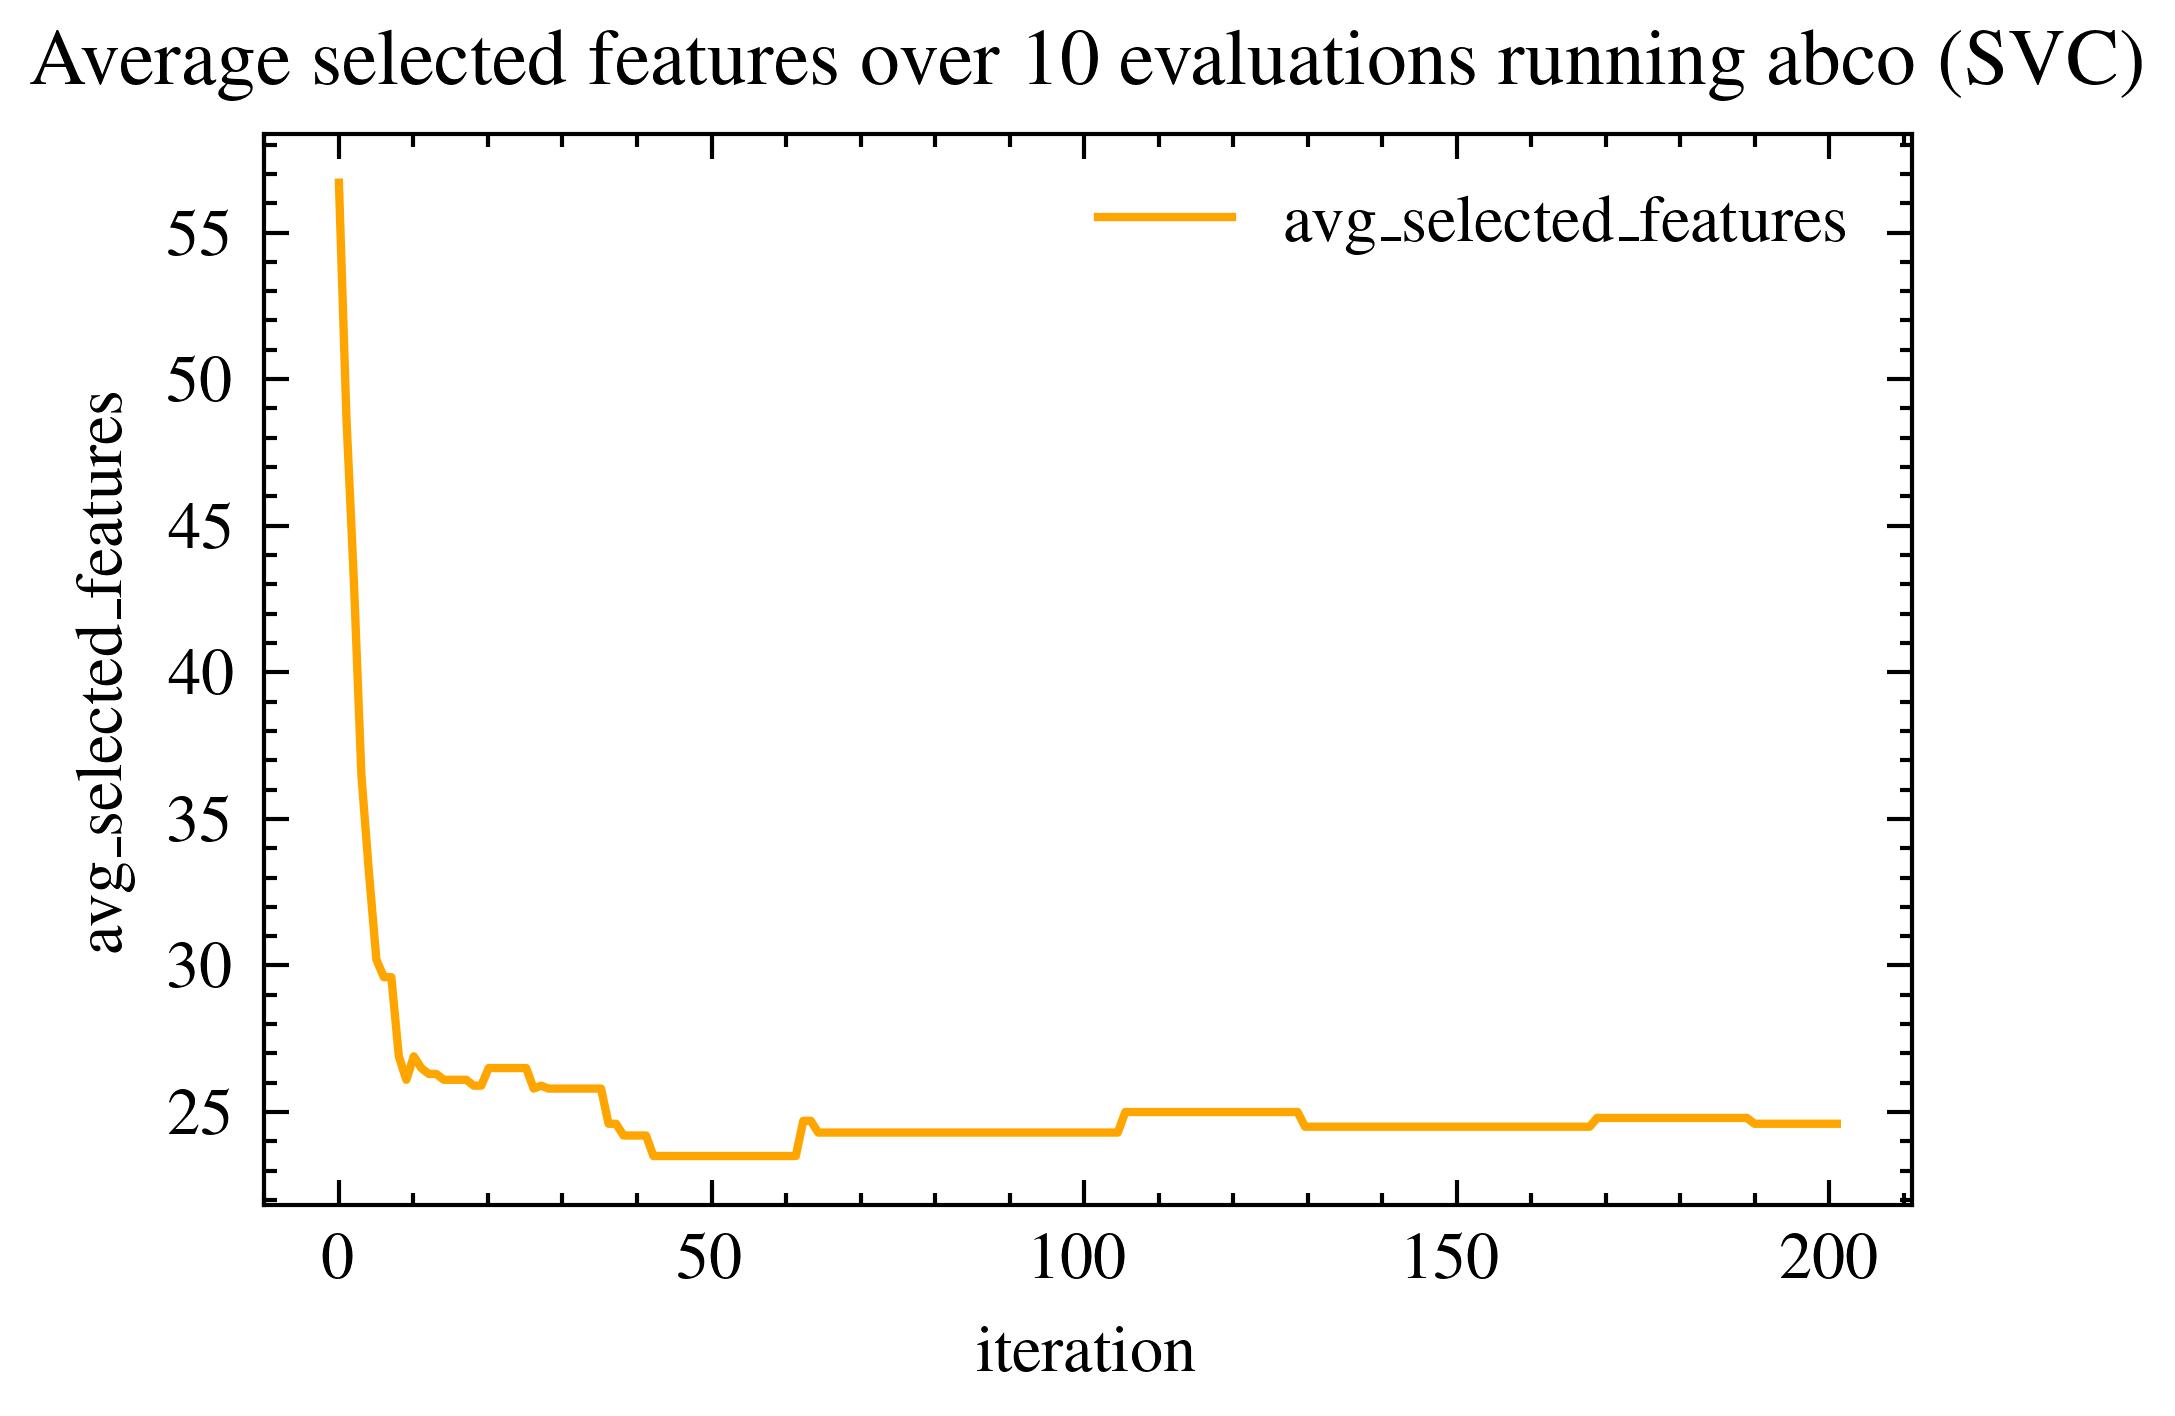 Average selected features over 10 evaluations running abco (SVC)
avg_selected_features
55
50
45
40
35
30
25
avg_selected_features
0 50 100 150 200
iteration